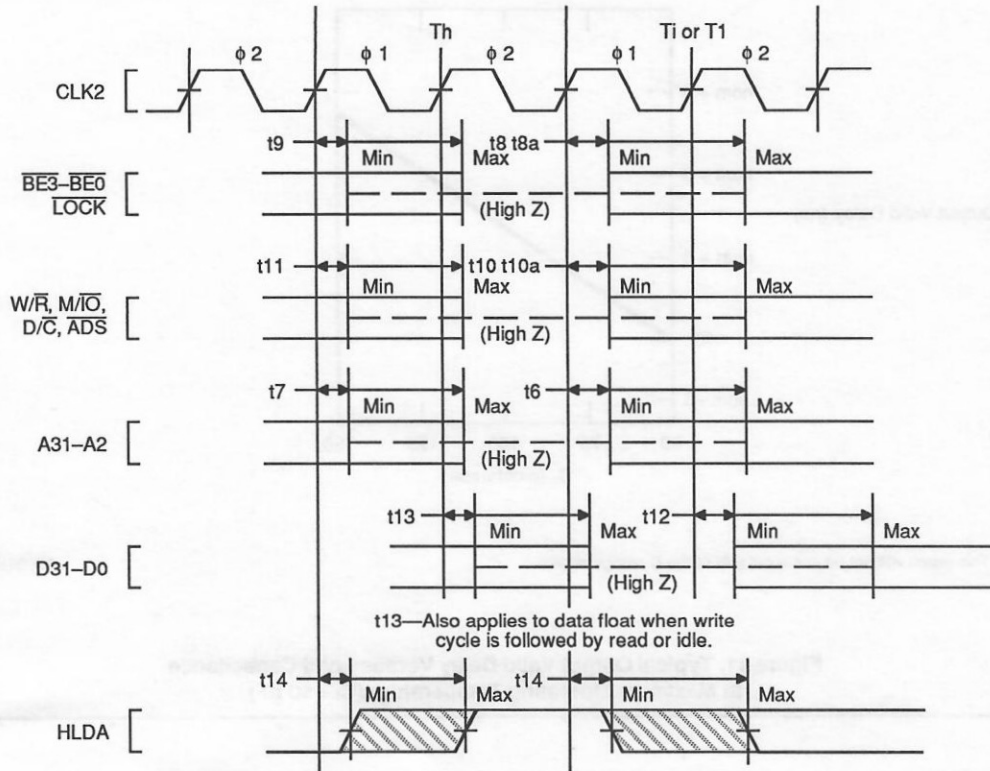 Th Ti or T1
ϕ 2 ϕ 1 ϕ 2 ϕ 1 ϕ 2
CLK2
t9 Min Max t8 t8a Min Max
BE3–BE0
LOCK
(High Z)
t11 Min Max t10 t10a Min Max
W/R, M/IO,
D/C, ADS
(High Z)
t7 Min Max t6 Min Max
A31–A2
(High Z)
t13 Min Max t12 Min Max
D31–D0
(High Z)
t13—Also applies to data float when write
cycle is followed by read or idle.
t14 Min Max t14 Min Max
HLDA